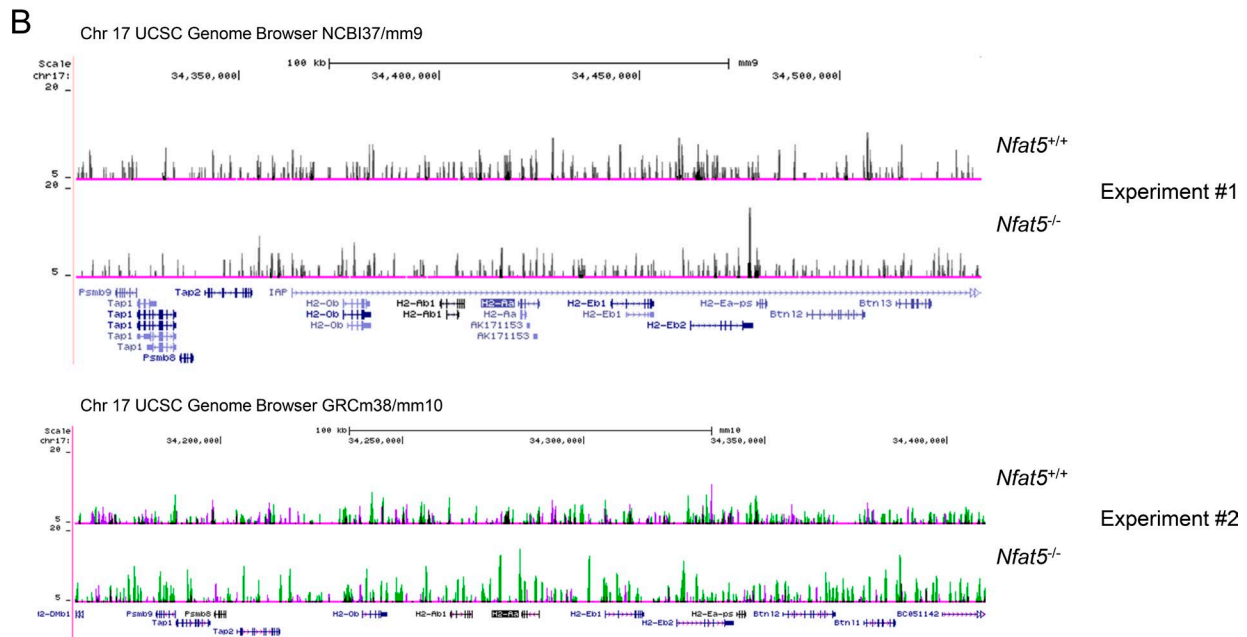 B
Chr 17 UCSC Genome Browser NCBI37/mm9
Scale 100 kb mm9
chr17: 34,350,000 34,400,000 34,450,000 34,500,000
20
Nfat5+/+
5
20
Experiment #1
Nfat5-/-
5
Psmb9 Tap2 IAP
Tap1 H2-Ob H2-Ab1 H2-Aa H2-Eb1 H2-Ea-ps Btnl3
Tap1 H2-Ob H2-Ab1 H2-Aa H2-Eb1 Btnl2
Tap1 H2-Ob AK171153 H2-Eb2
Tap1 AK171153
Tap1
Psmb8
Chr 17 UCSC Genome Browser GRCm38/mm10
Scale 100 kb mm10
chr17: 34,200,000 34,250,000 34,300,000 34,350,000 34,400,000
20
Nfat5+/+
5
20
Experiment #2
Nfat5-/-
5
H2-DMb1 Psmb9 Psmb8 H2-Ob H2-Ab1 H2-Aa H2-Eb1 H2-Ea-ps Btnl2 BC051142
Tap1 H2-Eb2 Btnl1
Tap2